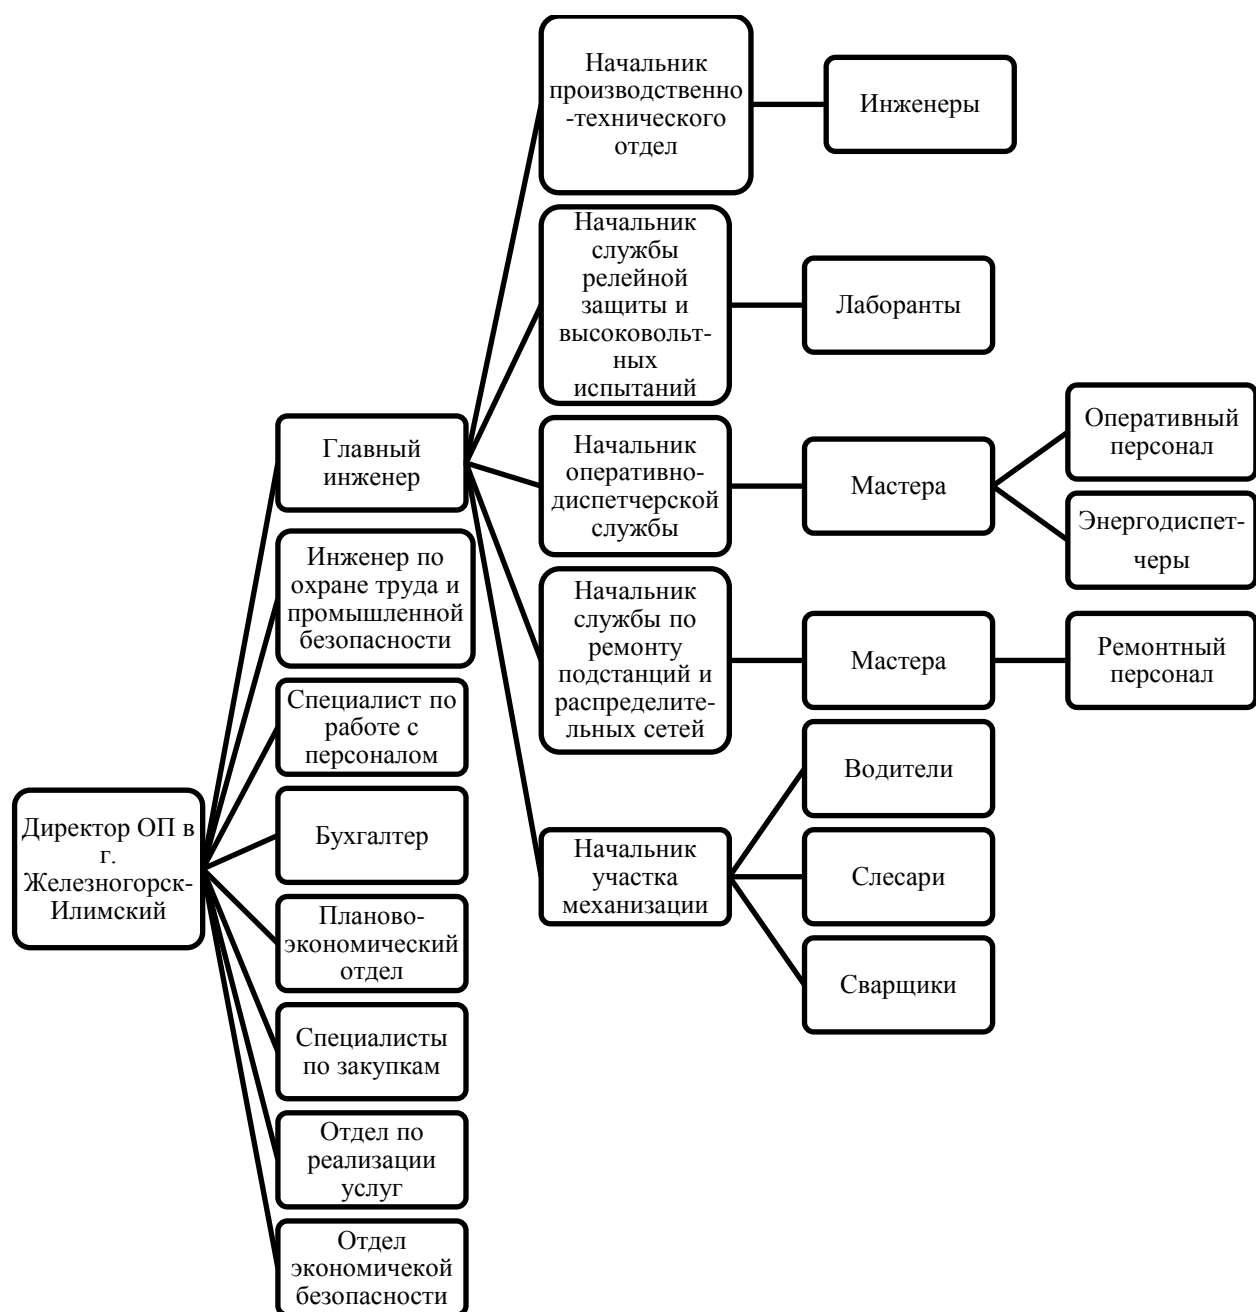 Директор ОП в
г.
Железногорск-
Илимский
Главный
инженер
Инженер по
охране труда и
промышленной
безопасности
Специалист по
работе с
персоналом
Бухгалтер
Планово-
экономический
отдел
Специалисты
по закупкам
Отдел по
реализации
услуг
Отдел
экономичекой
безопасности
Начальник
производственно
-технического
отдел
Начальник
службы
релейной
защиты и
высоковольт-
ных
испытаний
Начальник
оперативно-
диспетчерской
службы
Начальник
службы по
ремонту
подстанций и
распределите-
льных сетей
Начальник
участка
механизации
Инженеры
Лаборанты
Мастера
Мастера
Водители
Слесари
Сварщики
Оперативный
персонал
Энергодиспет-
черы
Ремонтный
персонал